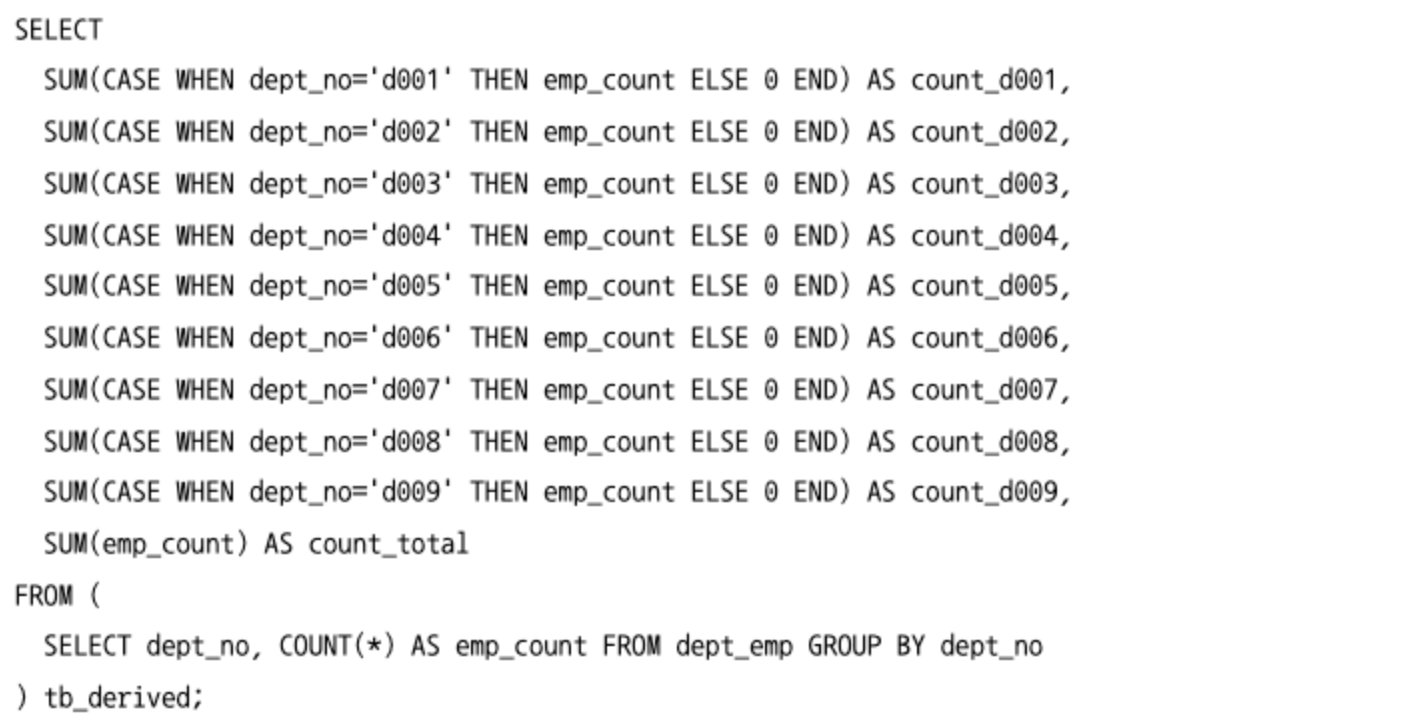 SELECT
  SUM(CASE WHEN dept_no='d001' THEN emp_count ELSE 0 END) AS count_d001,
  SUM(CASE WHEN dept_no='d002' THEN emp_count ELSE 0 END) AS count_d002,
  SUM(CASE WHEN dept_no='d003' THEN emp_count ELSE 0 END) AS count_d003,
  SUM(CASE WHEN dept_no='d004' THEN emp_count ELSE 0 END) AS count_d004,
  SUM(CASE WHEN dept_no='d005' THEN emp_count ELSE 0 END) AS count_d005,
  SUM(CASE WHEN dept_no='d006' THEN emp_count ELSE 0 END) AS count_d006,
  SUM(CASE WHEN dept_no='d007' THEN emp_count ELSE 0 END) AS count_d007,
  SUM(CASE WHEN dept_no='d008' THEN emp_count ELSE 0 END) AS count_d008,
  SUM(CASE WHEN dept_no='d009' THEN emp_count ELSE 0 END) AS count_d009,
  SUM(emp_count) AS count_total
FROM (
  SELECT dept_no, COUNT(*) AS emp_count FROM dept_emp GROUP BY dept_no
) tb_derived;